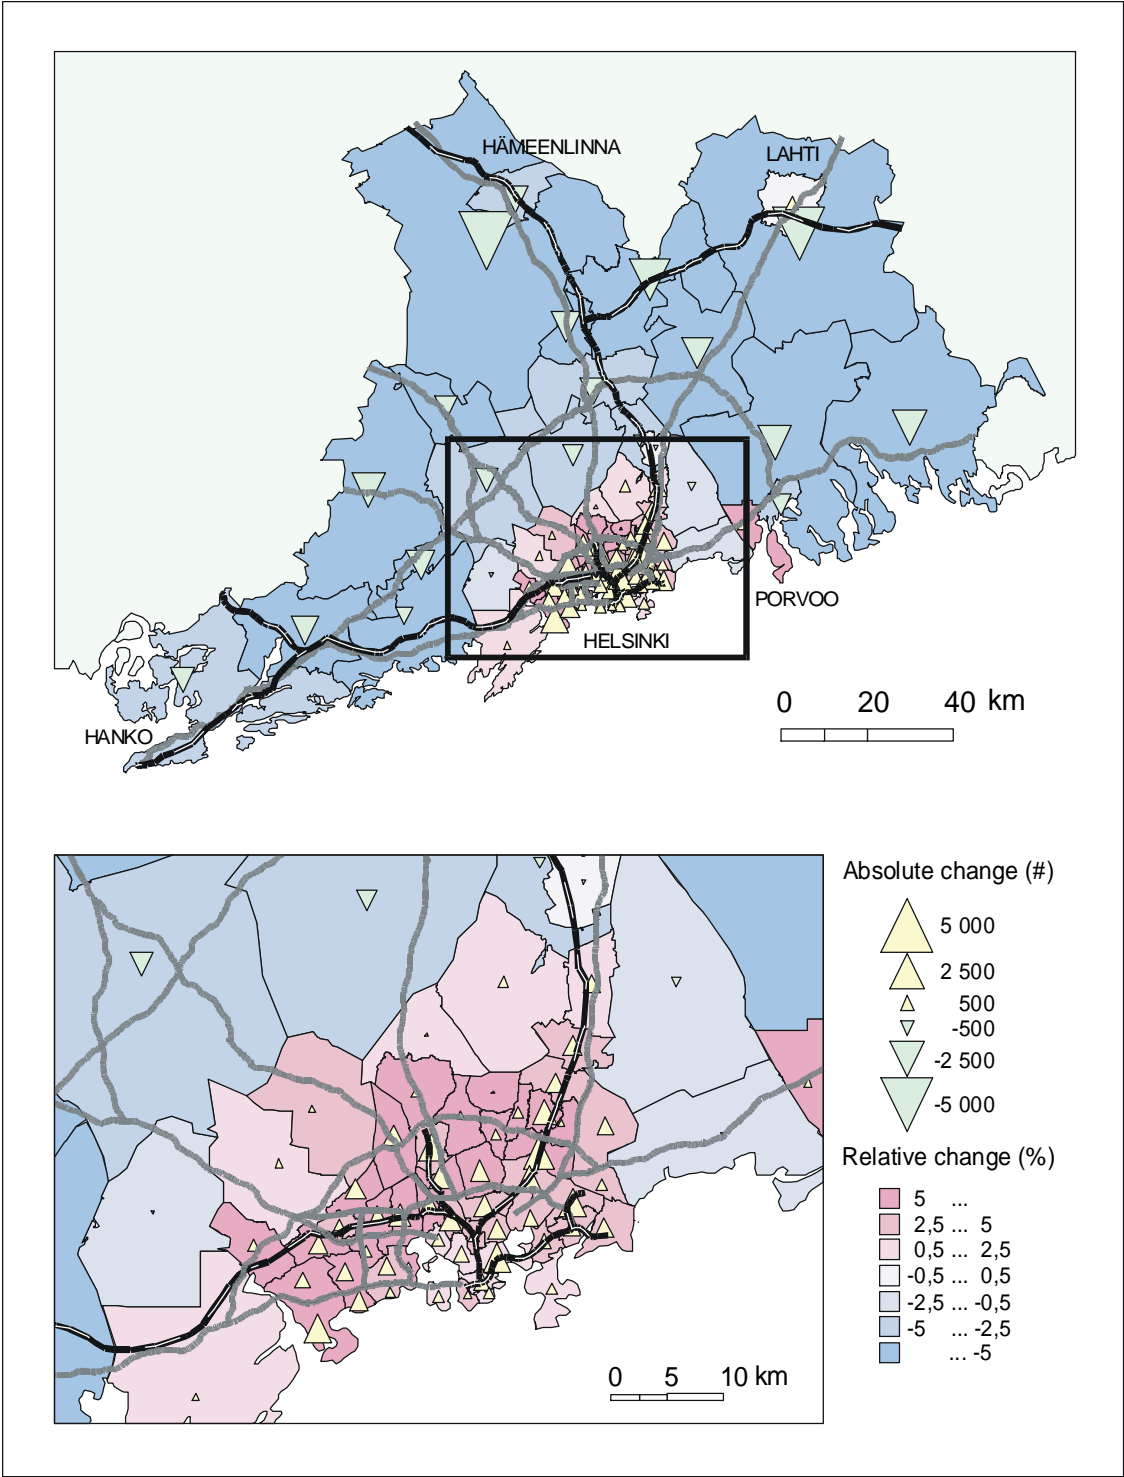 HÄMEENLINNA
LAHTI
PORVOO
HELSINKI
HANKO
0 20 40 km
Absolute change (#)
5 000
2 500
500
-500
-2 500
-5 000
Relative change (%)
5 ...
2,5 ... 5
0,5 ... 2,5
-0,5 ... 0,5
-2,5 ... -0,5
-5 ... -2,5
... -5
0 5 10 km